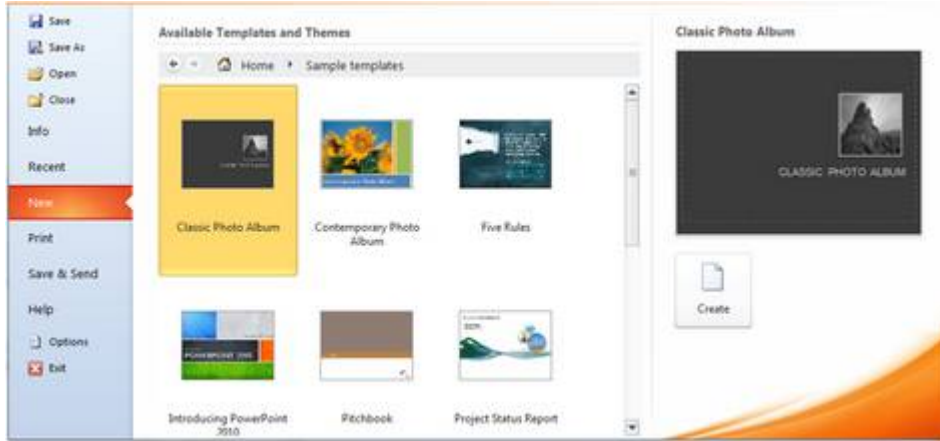 Save
Save As
Open
Close
Info
Recent
New
Print
Save & Send
Help
Options
Exit
Available Templates and Themes
Home
Sample templates
Classic Photo Album
Contemporary Photo
Album
Five Rules
POWERPOINT 2010
Introducing PowerPoint
2010
Pitchbook
Project Status Report
Classic Photo Album
CLASSIC PHOTO ALBUM
Create